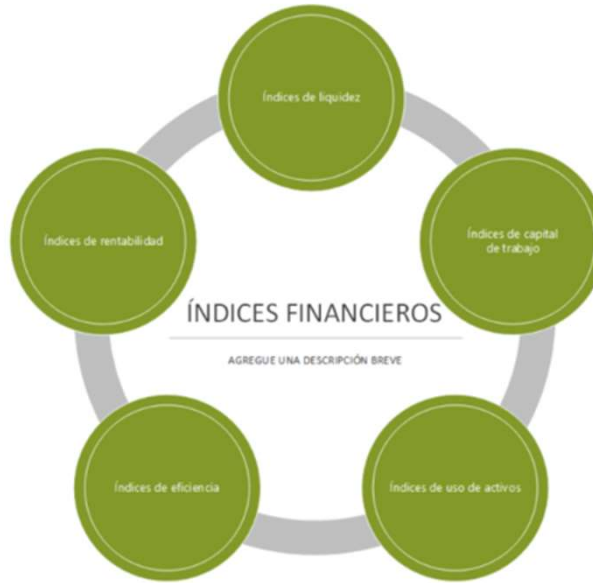 Índices de liquidez
Índices de rentabilidad
Índices de capital
de trabajo
ÍNDICES FINANCIEROS
AGREGUE UNA DESCRIPCIÓN BREVE
Índices de eficiencia
Índices de uso de activos